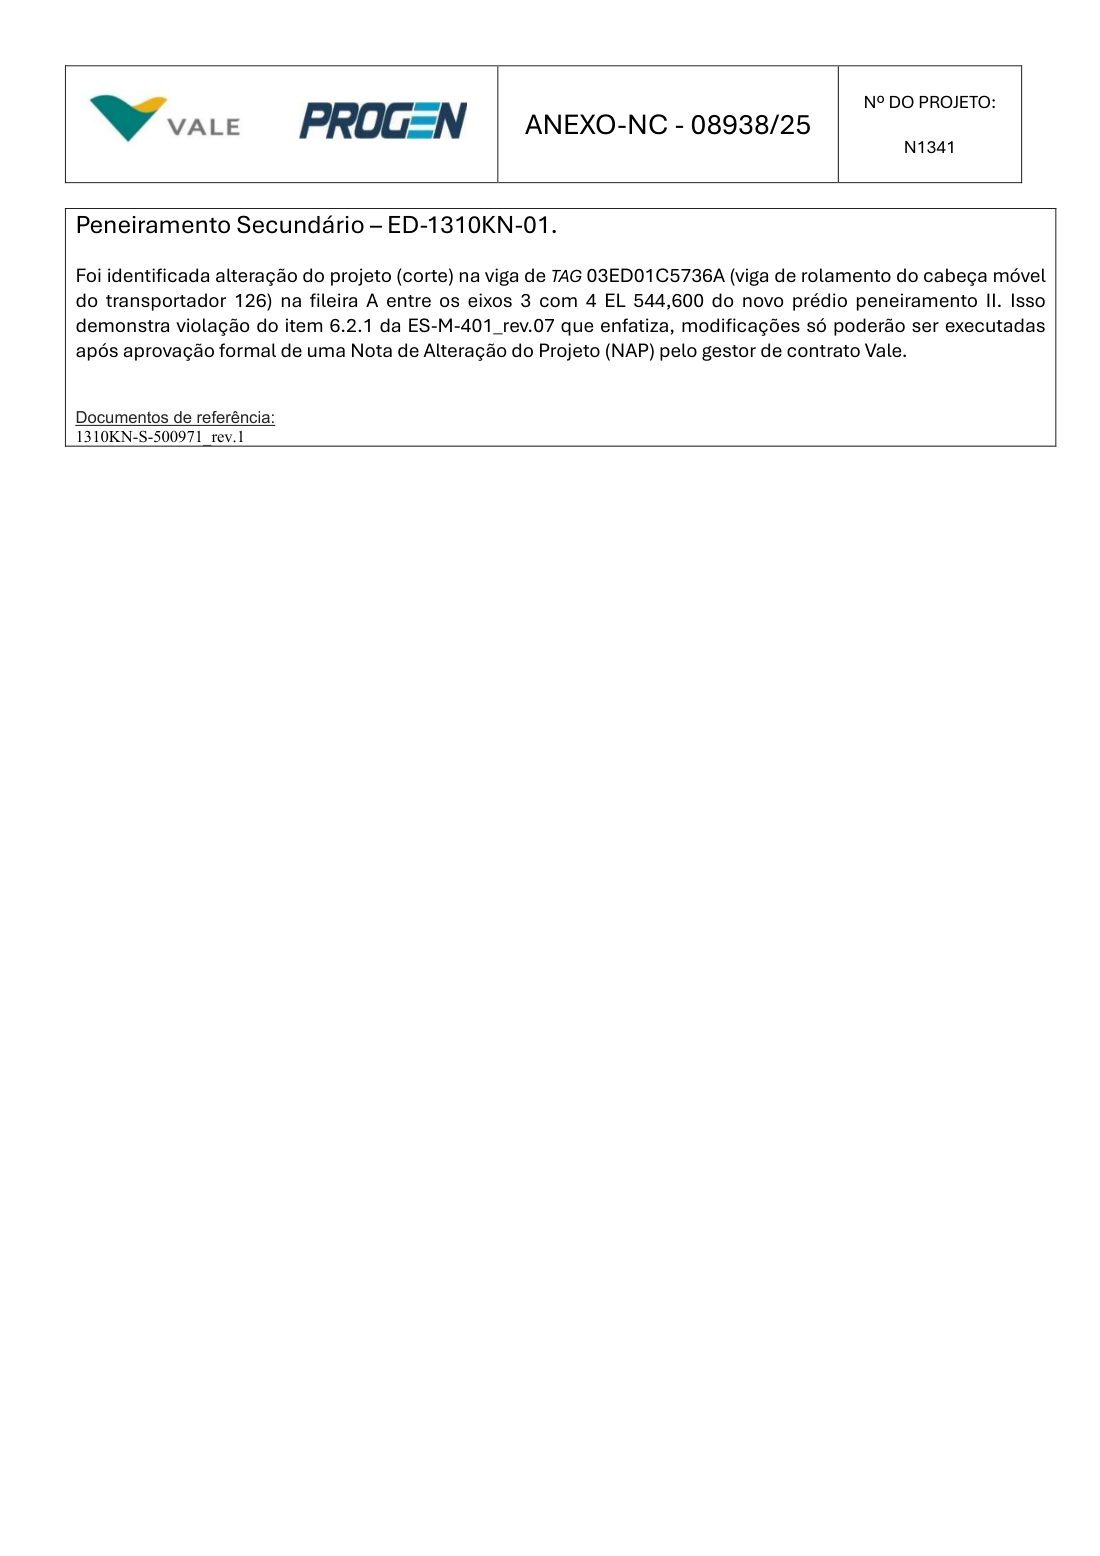 VALE
PROGEN
ANEXO-NC - 08938/25
Nº DO PROJETO:
N1341
Peneiramento Secundário – ED-1310KN-01.
Foi identificada alteração do projeto (corte) na viga de TAG 03ED01C5736A (viga de rolamento do cabeça móvel
do transportador 126) na fileira A entre os eixos 3 com 4 EL 544,600 do novo prédio peneiramento II. Isso
demonstra violação do item 6.2.1 da ES-M-401_rev.07 que enfatiza, modificações só poderão ser executadas
após aprovação formal de uma Nota de Alteração do Projeto (NAP) pelo gestor de contrato Vale.
Documentos de referência:
1310KN-S-500971_rev.1